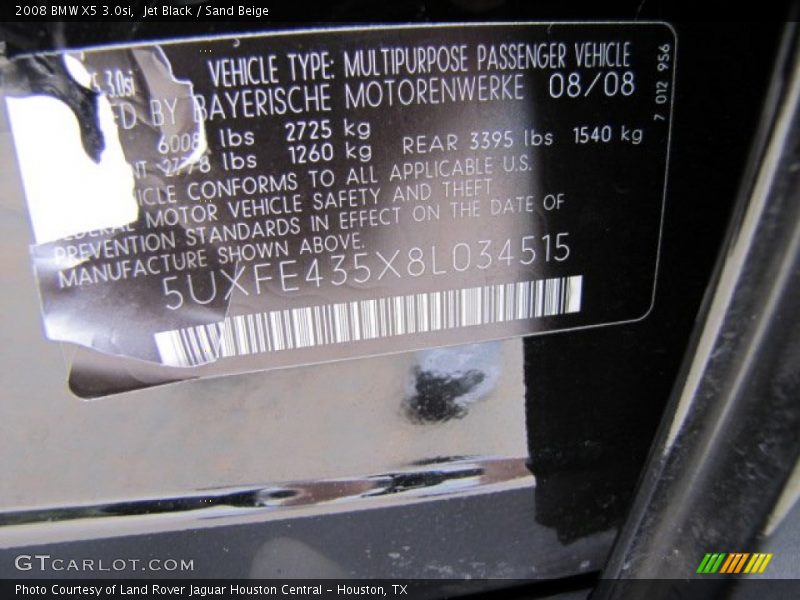 2008 BMW X5 3.0si, Jet Black / Sand Beige
3.0si VEHICLE TYPE: MULTIPURPOSE PASSENGER VEHICLE
BY BAYERISCHE MOTORENWERKE 08/08
7 012 956
lbs 2725 kg
lbs 1260 kg REAR 3395 lbs 1540 kg
CONFORMS TO ALL APPLICABLE U.S.
MOTOR VEHICLE SAFETY AND THEFT
PREVENTION STANDARDS IN EFFECT ON THE DATE OF
MANUFACTURE SHOWN ABOVE.
5UXFE435X8L034515
GTCARLOT.COM
Photo Courtesy of Land Rover Jaguar Houston Central - Houston, TX